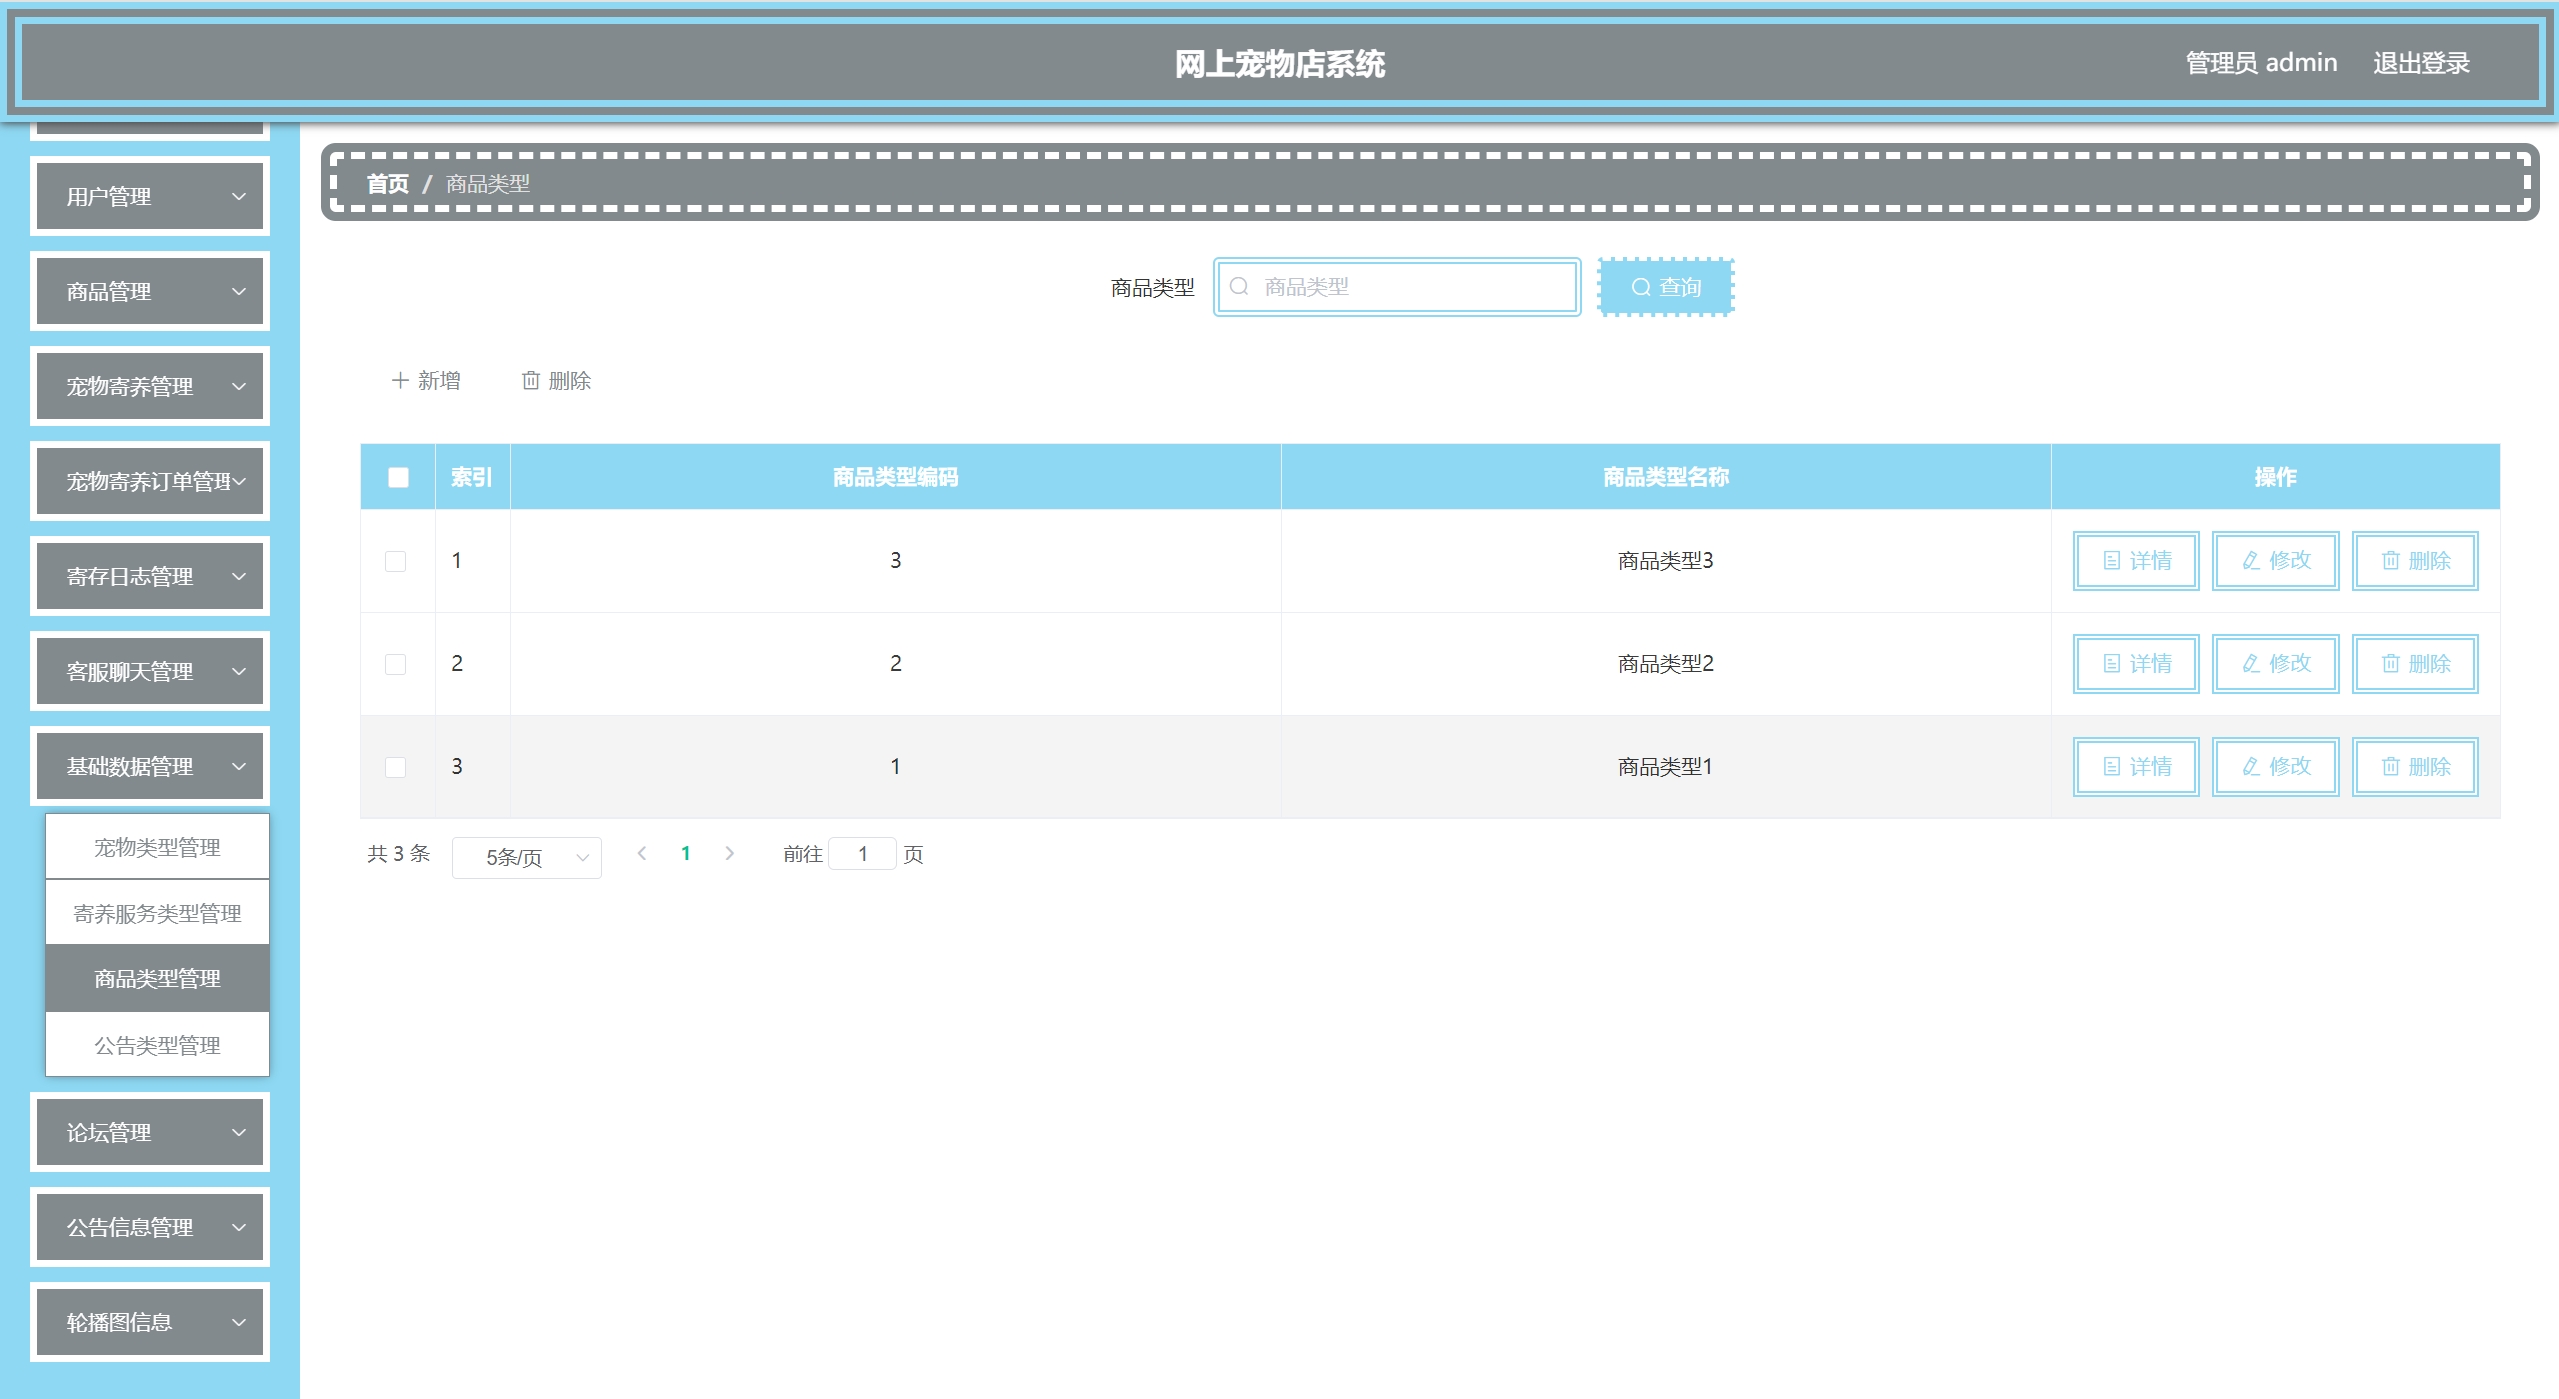 网上宠物店系统
管理员 admin
退出登录
用户管理
商品管理
宠物寄养管理
宠物寄养订单管理
寄存日志管理
客服聊天管理
基础数据管理
宠物类型管理
寄养服务类型管理
商品类型管理
公告类型管理
论坛管理
公告信息管理
轮播图信息
首页 / 商品类型
商品类型 商品类型 查询
新增 删除
索引 商品类型编码 商品类型名称 操作
1 3 商品类型3 详情 修改 删除
2 2 商品类型2 详情 修改 删除
3 1 商品类型1 详情 修改 删除
共 3 条 5条/页 1 前往 1 页